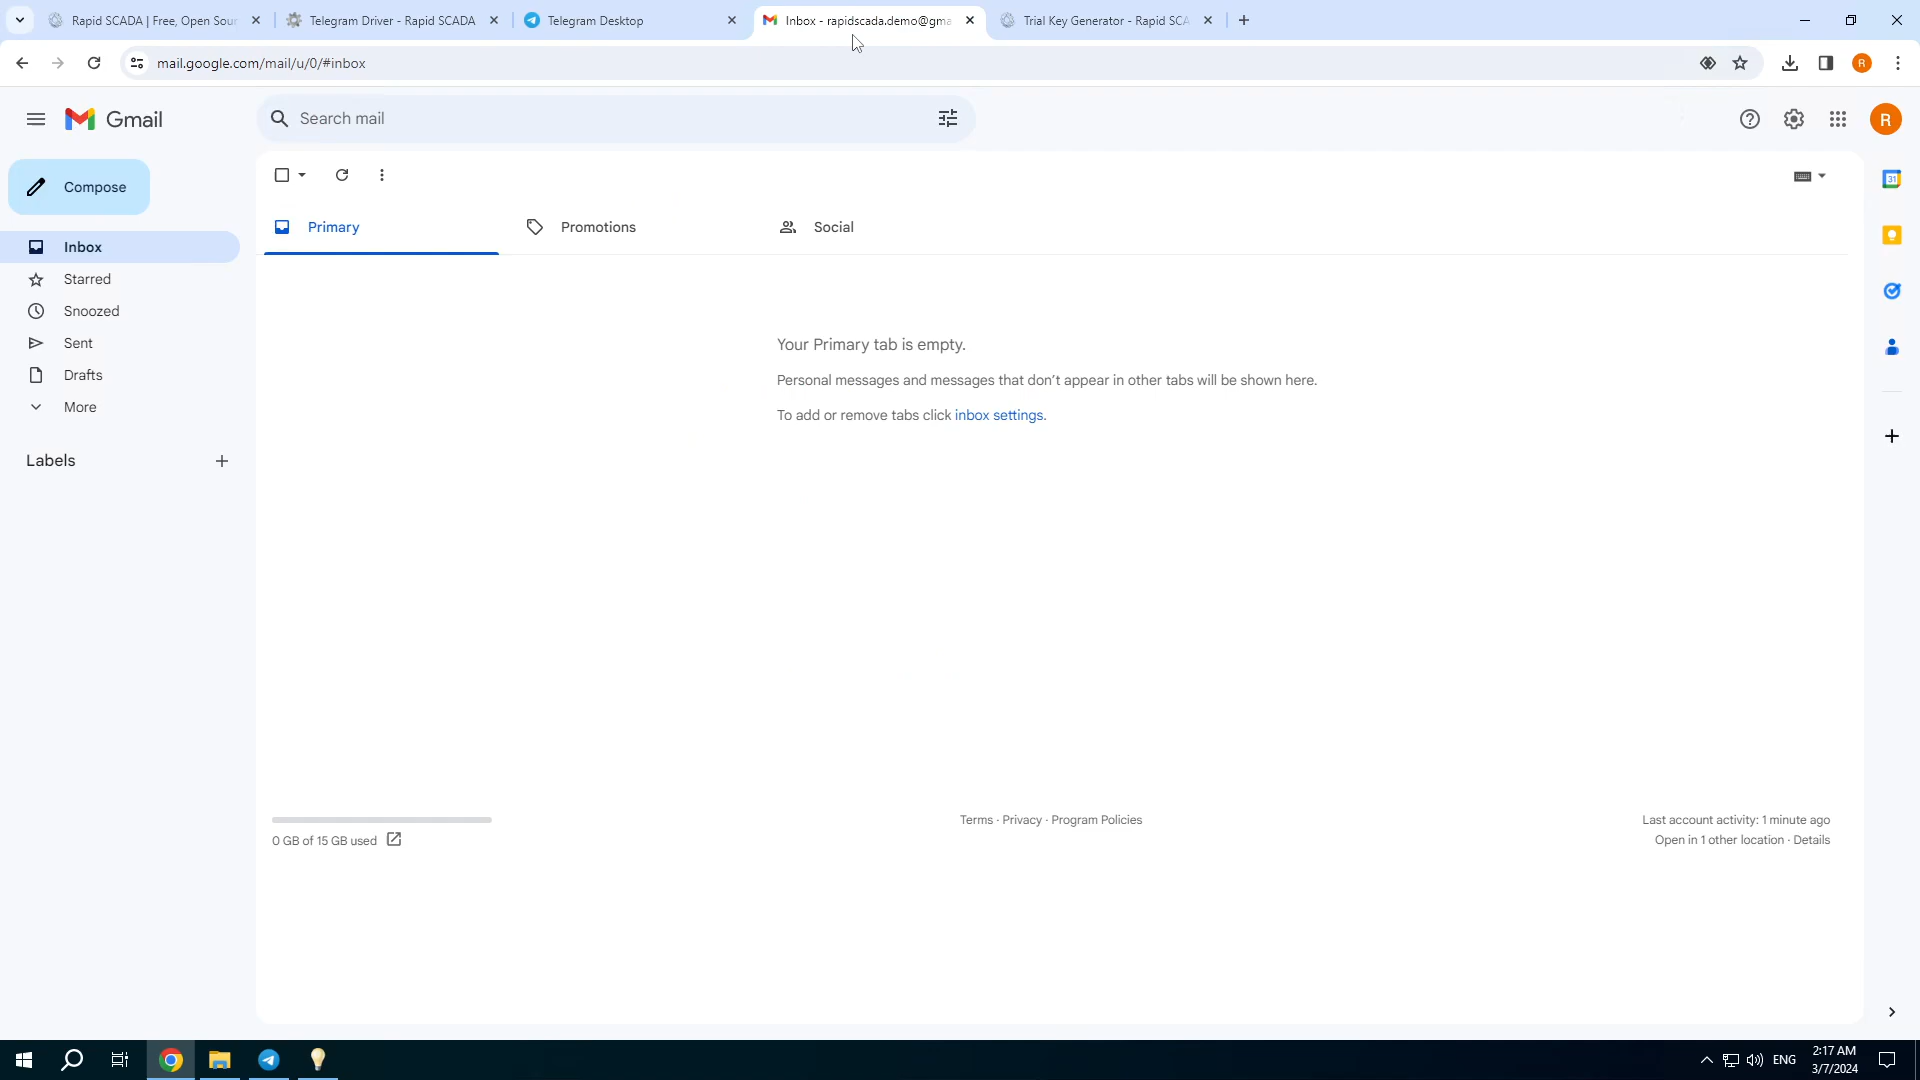 Rapid SCADA | Free, Open Sour
Telegram Driver - Rapid SCADA
Telegram Desktop
Inbox - rapidscada.demo@gma
Trial Key Generator - Rapid SCA
mail.google.com/mail/u/0/#inbox
R
Gmail
Search mail
R
Compose
31
Primary
Promotions
Social
Inbox
Starred
Snoozed
Sent
Drafts
More
Labels
Your Primary tab is empty.
Personal messages and messages that don't appear in other tabs will be shown here.
To add or remove tabs click inbox settings.
0 GB of 15 GB used
Terms · Privacy · Program Policies
Last account activity: 1 minute ago
Open in 1 other location · Details
ENG
2:17 AM
3/7/2024